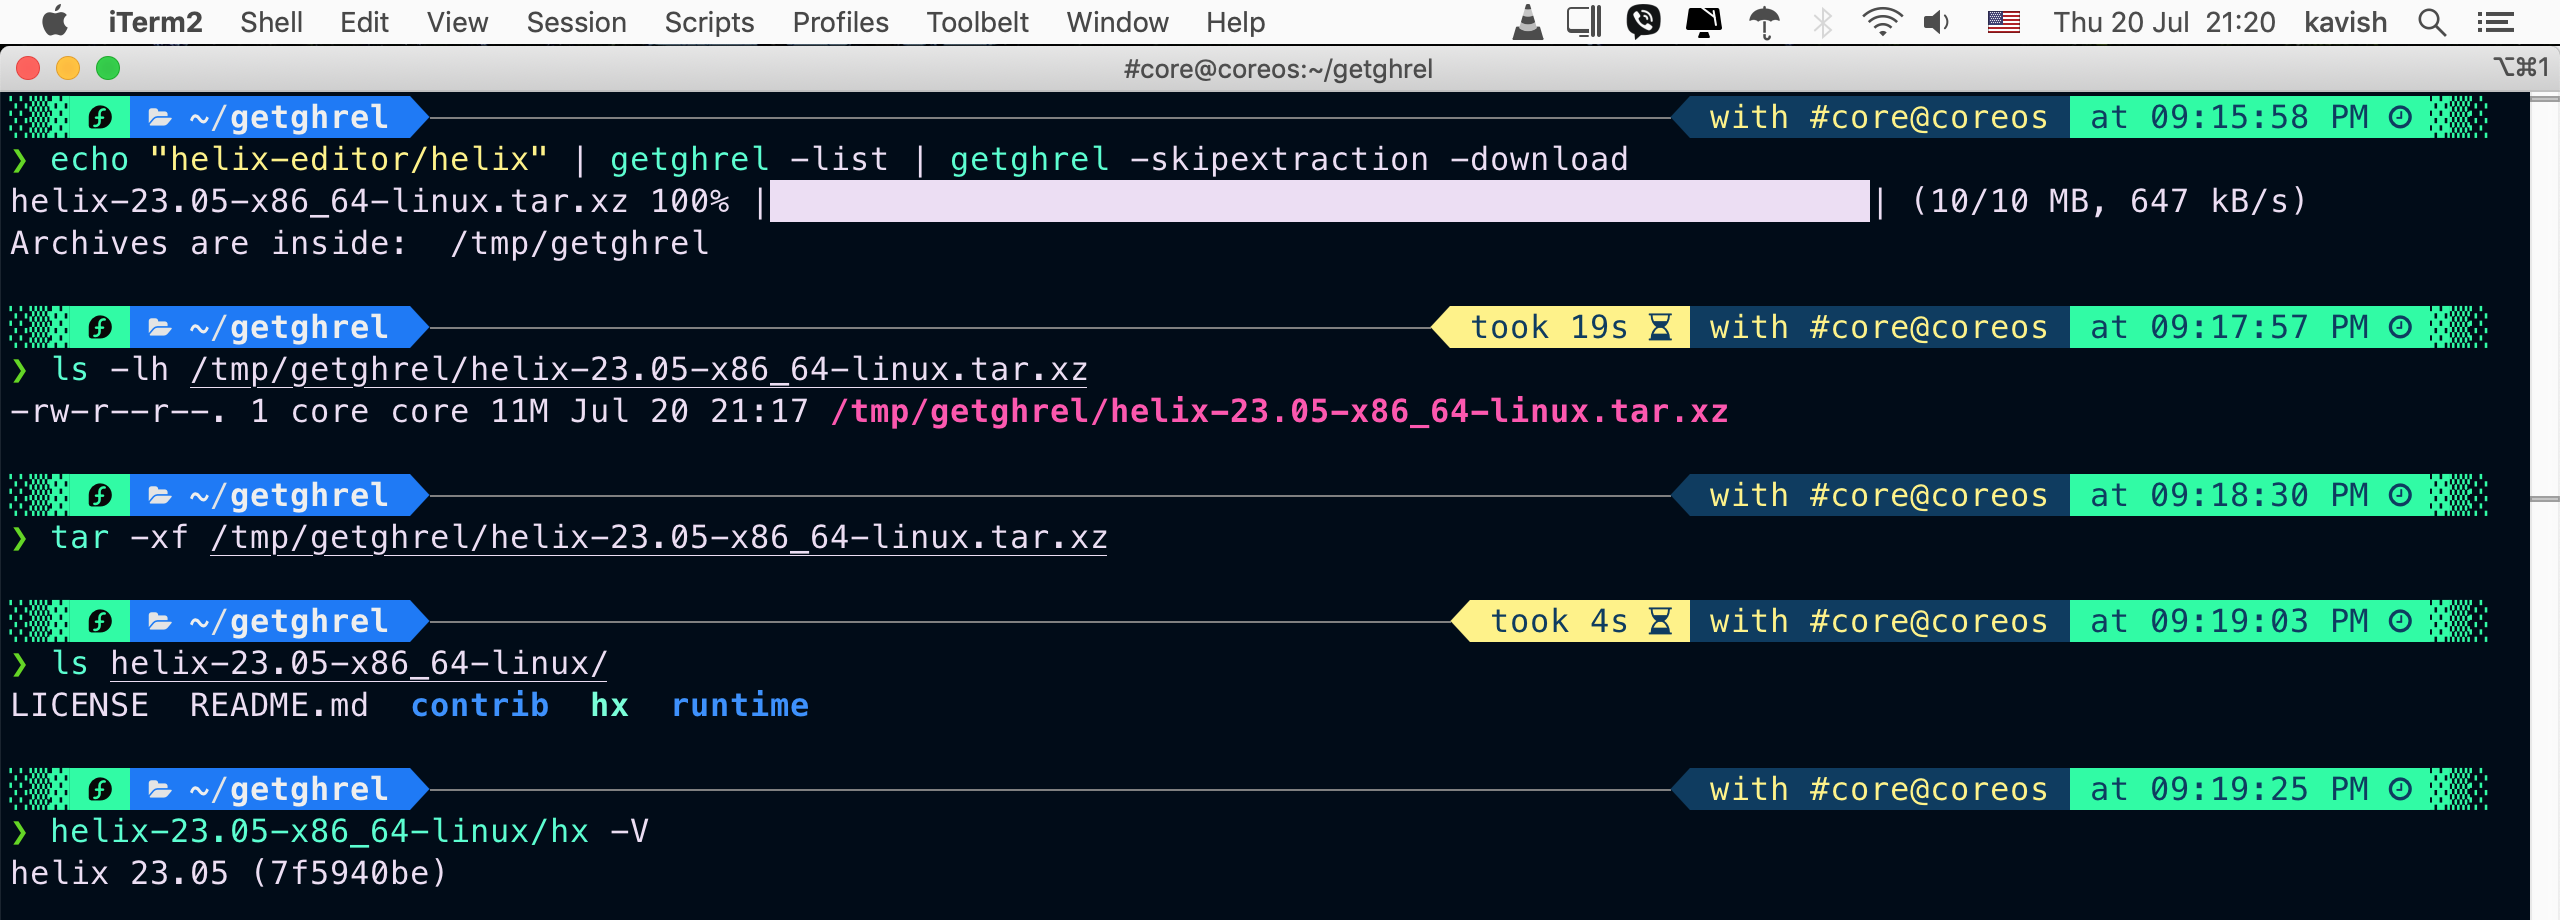 iTerm2 Shell Edit View Session Scripts Profiles Toolbelt Window Help Thu 20 Jul 21:20 kavish
#core@coreos:~/getghrel ⌥⌘1
~/getghrel with #core@coreos at 09:15:58 PM
❯ echo "helix-editor/helix" | getghrel -list | getghrel -skipextraction -download
helix-23.05-x86_64-linux.tar.xz 100% | | (10/10 MB, 647 kB/s)
Archives are inside:  /tmp/getghrel
~/getghrel took 19s with #core@coreos at 09:17:57 PM
❯ ls -lh /tmp/getghrel/helix-23.05-x86_64-linux.tar.xz
-rw-r--r--. 1 core core 11M Jul 20 21:17 /tmp/getghrel/helix-23.05-x86_64-linux.tar.xz
~/getghrel with #core@coreos at 09:18:30 PM
❯ tar -xf /tmp/getghrel/helix-23.05-x86_64-linux.tar.xz
~/getghrel took 4s with #core@coreos at 09:19:03 PM
❯ ls helix-23.05-x86_64-linux/
LICENSE  README.md  contrib  hx  runtime
~/getghrel with #core@coreos at 09:19:25 PM
❯ helix-23.05-x86_64-linux/hx -V
helix 23.05 (7f5940be)